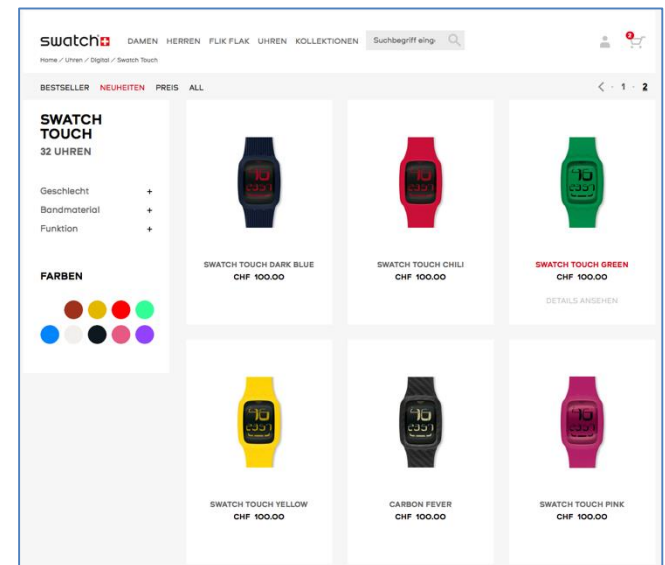 swatch DAMEN HERREN FLIK FLAK UHREN KOLLEKTIONEN Suchbegriff eing 2
Home / Uhren / Digital / Swatch Touch
BESTSELLER NEUHEITEN PREIS ALL < · 1 · 2
SWATCH
TOUCH
32 UHREN
Geschlecht +
Bandmaterial +
Funktion +
FARBEN
SWATCH TOUCH DARK BLUE
CHF 100.00
SWATCH TOUCH CHILI
CHF 100.00
SWATCH TOUCH GREEN
CHF 100.00
DETAILS ANSEHEN
SWATCH TOUCH YELLOW
CHF 100.00
CARBON FEVER
CHF 100.00
SWATCH TOUCH PINK
CHF 100.00